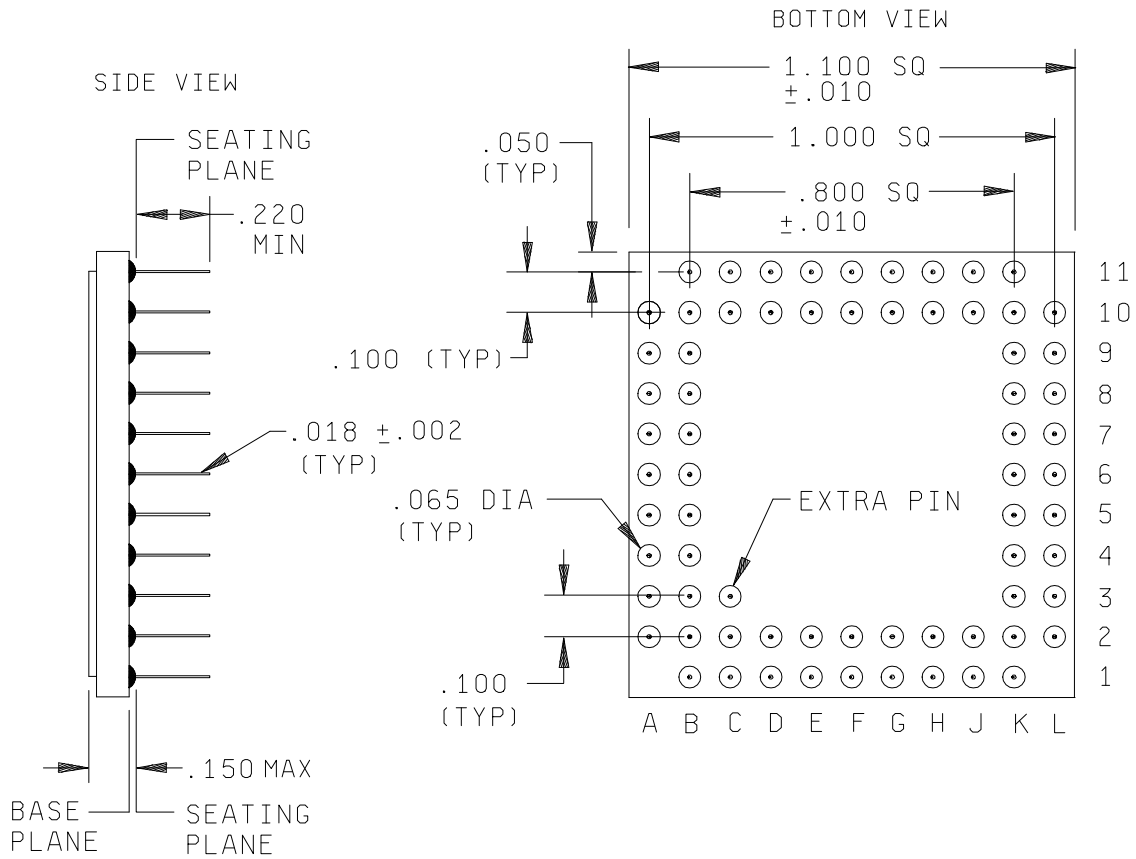 SIDE VIEW
SEATING
PLANE
.220
MIN
.018 ±.002
(TYP)
.150 MAX
BASE
PLANE
SEATING
PLANE
BOTTOM VIEW
1.100 SQ
±.010
1.000 SQ
.800 SQ
±.010
.050
(TYP)
.100 (TYP)
.065 DIA
(TYP)
EXTRA PIN
.100
(TYP)
11
10
9
8
7
6
5
4
3
2
1
A B C D E F G H J K L